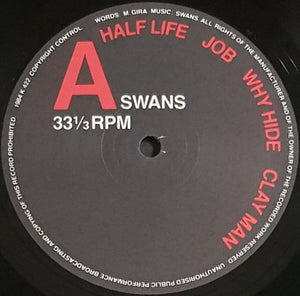 A
SWANS
33⅓ RPM
HALF LIFE JOB WHY HIDE CLAY MAN
1984 K 422 COPYRIGHT CONTROL WORDS: M. GIRA MUSIC: SWANS. ALL RIGHTS OF THE MANUFACTURER AND OF THE OWNER OF THE RECORDED WORK RESERVED UNAUTHORISED PUBLIC PERFORMANCE BROADCASTING AND COPYING OF THIS RECORD PROHIBITED